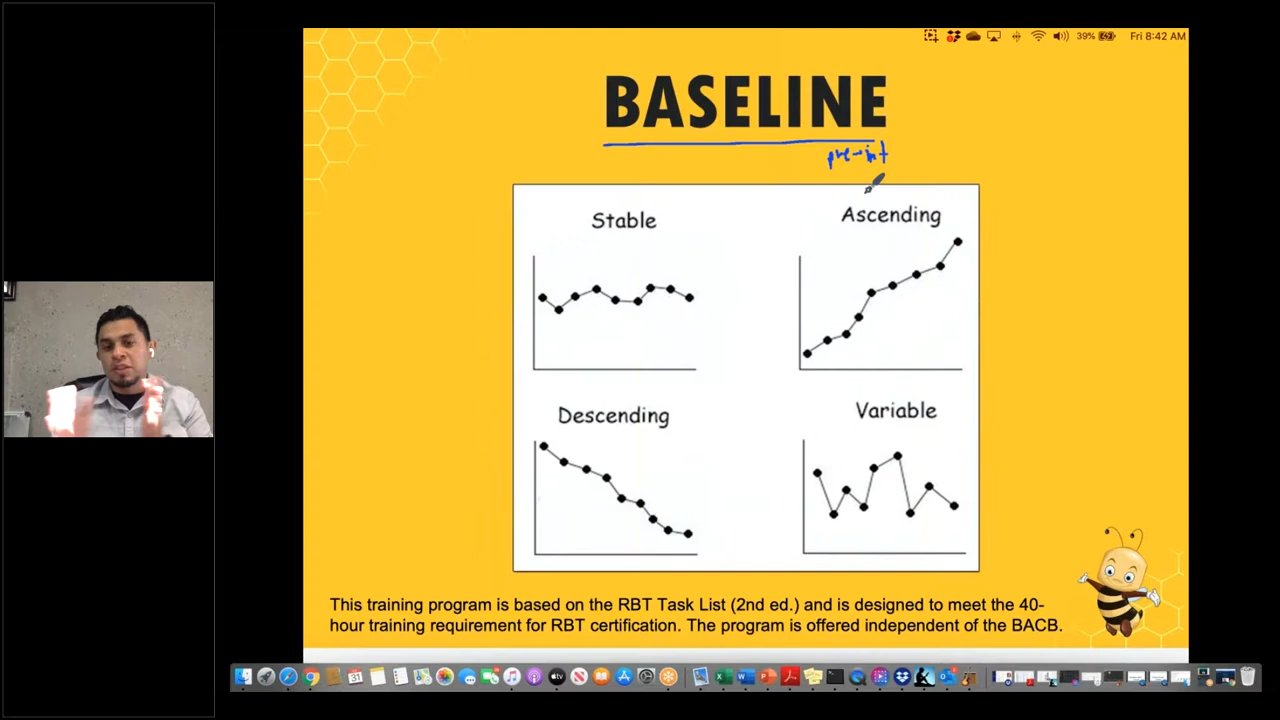 Fri 8:42 AM
39%
BASELINE
pre-int
Stable
Ascending
Descending
Variable
This training program is based on the RBT Task List (2nd ed.) and is designed to meet the 40-
hour training requirement for RBT certification. The program is offered independent of the BACB.